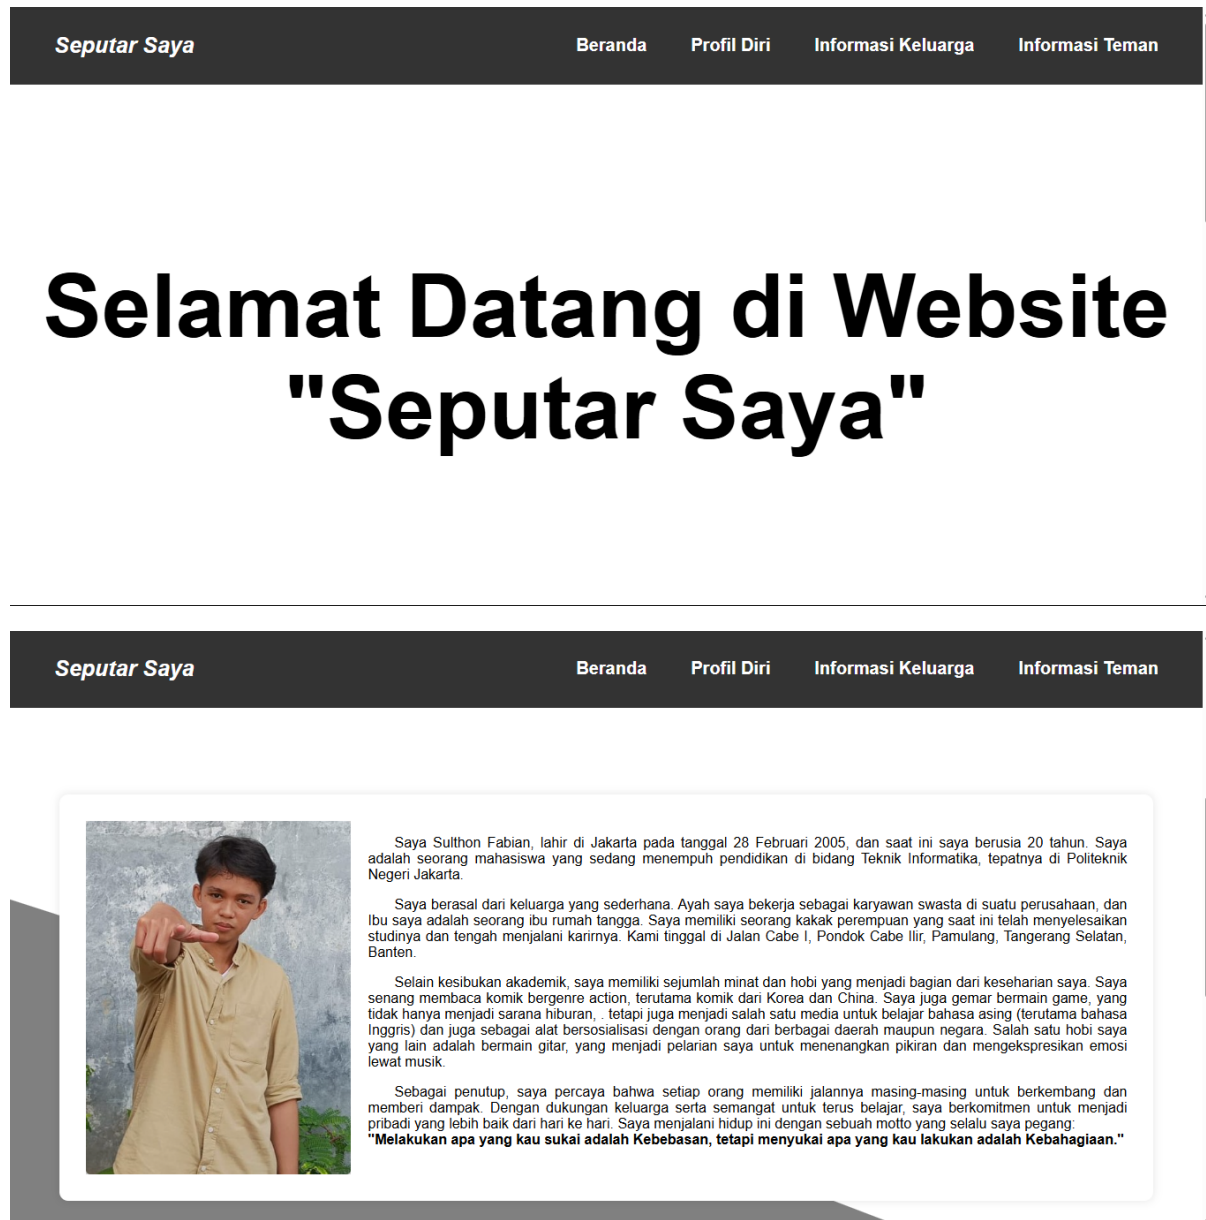 Seputar Saya
Beranda
Profil Diri
Informasi Keluarga
Informasi Teman
Selamat Datang di Website
"Seputar Saya"
Seputar Saya
Beranda
Profil Diri
Informasi Keluarga
Informasi Teman
Saya Sulthon Fabian, lahir di Jakarta pada tanggal 28 Februari 2005, dan saat ini saya berusia 20 tahun. Saya
adalah seorang mahasiswa yang sedang menempuh pendidikan di bidang Teknik Informatika, tepatnya di Politeknik
Negeri Jakarta.
Saya berasal dari keluarga yang sederhana. Ayah saya bekerja sebagai karyawan swasta di suatu perusahaan, dan
Ibu saya adalah seorang ibu rumah tangga. Saya memiliki seorang kakak perempuan yang saat ini telah menyelesaikan
studinya dan tengah menjalani karirnya. Kami tinggal di Jalan Cabe I, Pondok Cabe Ilir, Pamulang, Tangerang Selatan,
Banten.
Selain kesibukan akademik, saya memiliki sejumlah minat dan hobi yang menjadi bagian dari keseharian saya. Saya
senang membaca komik bergenre action, terutama komik dari Korea dan China. Saya juga gemar bermain game, yang
tidak hanya menjadi sarana hiburan, . tetapi juga menjadi salah satu media untuk belajar bahasa asing (terutama bahasa
Inggris) dan juga sebagai alat bersosialisasi dengan orang dari berbagai daerah maupun negara. Salah satu hobi saya
yang lain adalah bermain gitar, yang menjadi pelarian saya untuk menenangkan pikiran dan mengekspresikan emosi
lewat musik.
Sebagai penutup, saya percaya bahwa setiap orang memiliki jalannya masing-masing untuk berkembang dan
memberi dampak. Dengan dukungan keluarga serta semangat untuk terus belajar, saya berkomitmen untuk menjadi
pribadi yang lebih baik dari hari ke hari. Saya menjalani hidup ini dengan sebuah motto yang selalu saya pegang:
"Melakukan apa yang kau sukai adalah Kebebasan, tetapi menyukai apa yang kau lakukan adalah Kebahagiaan."